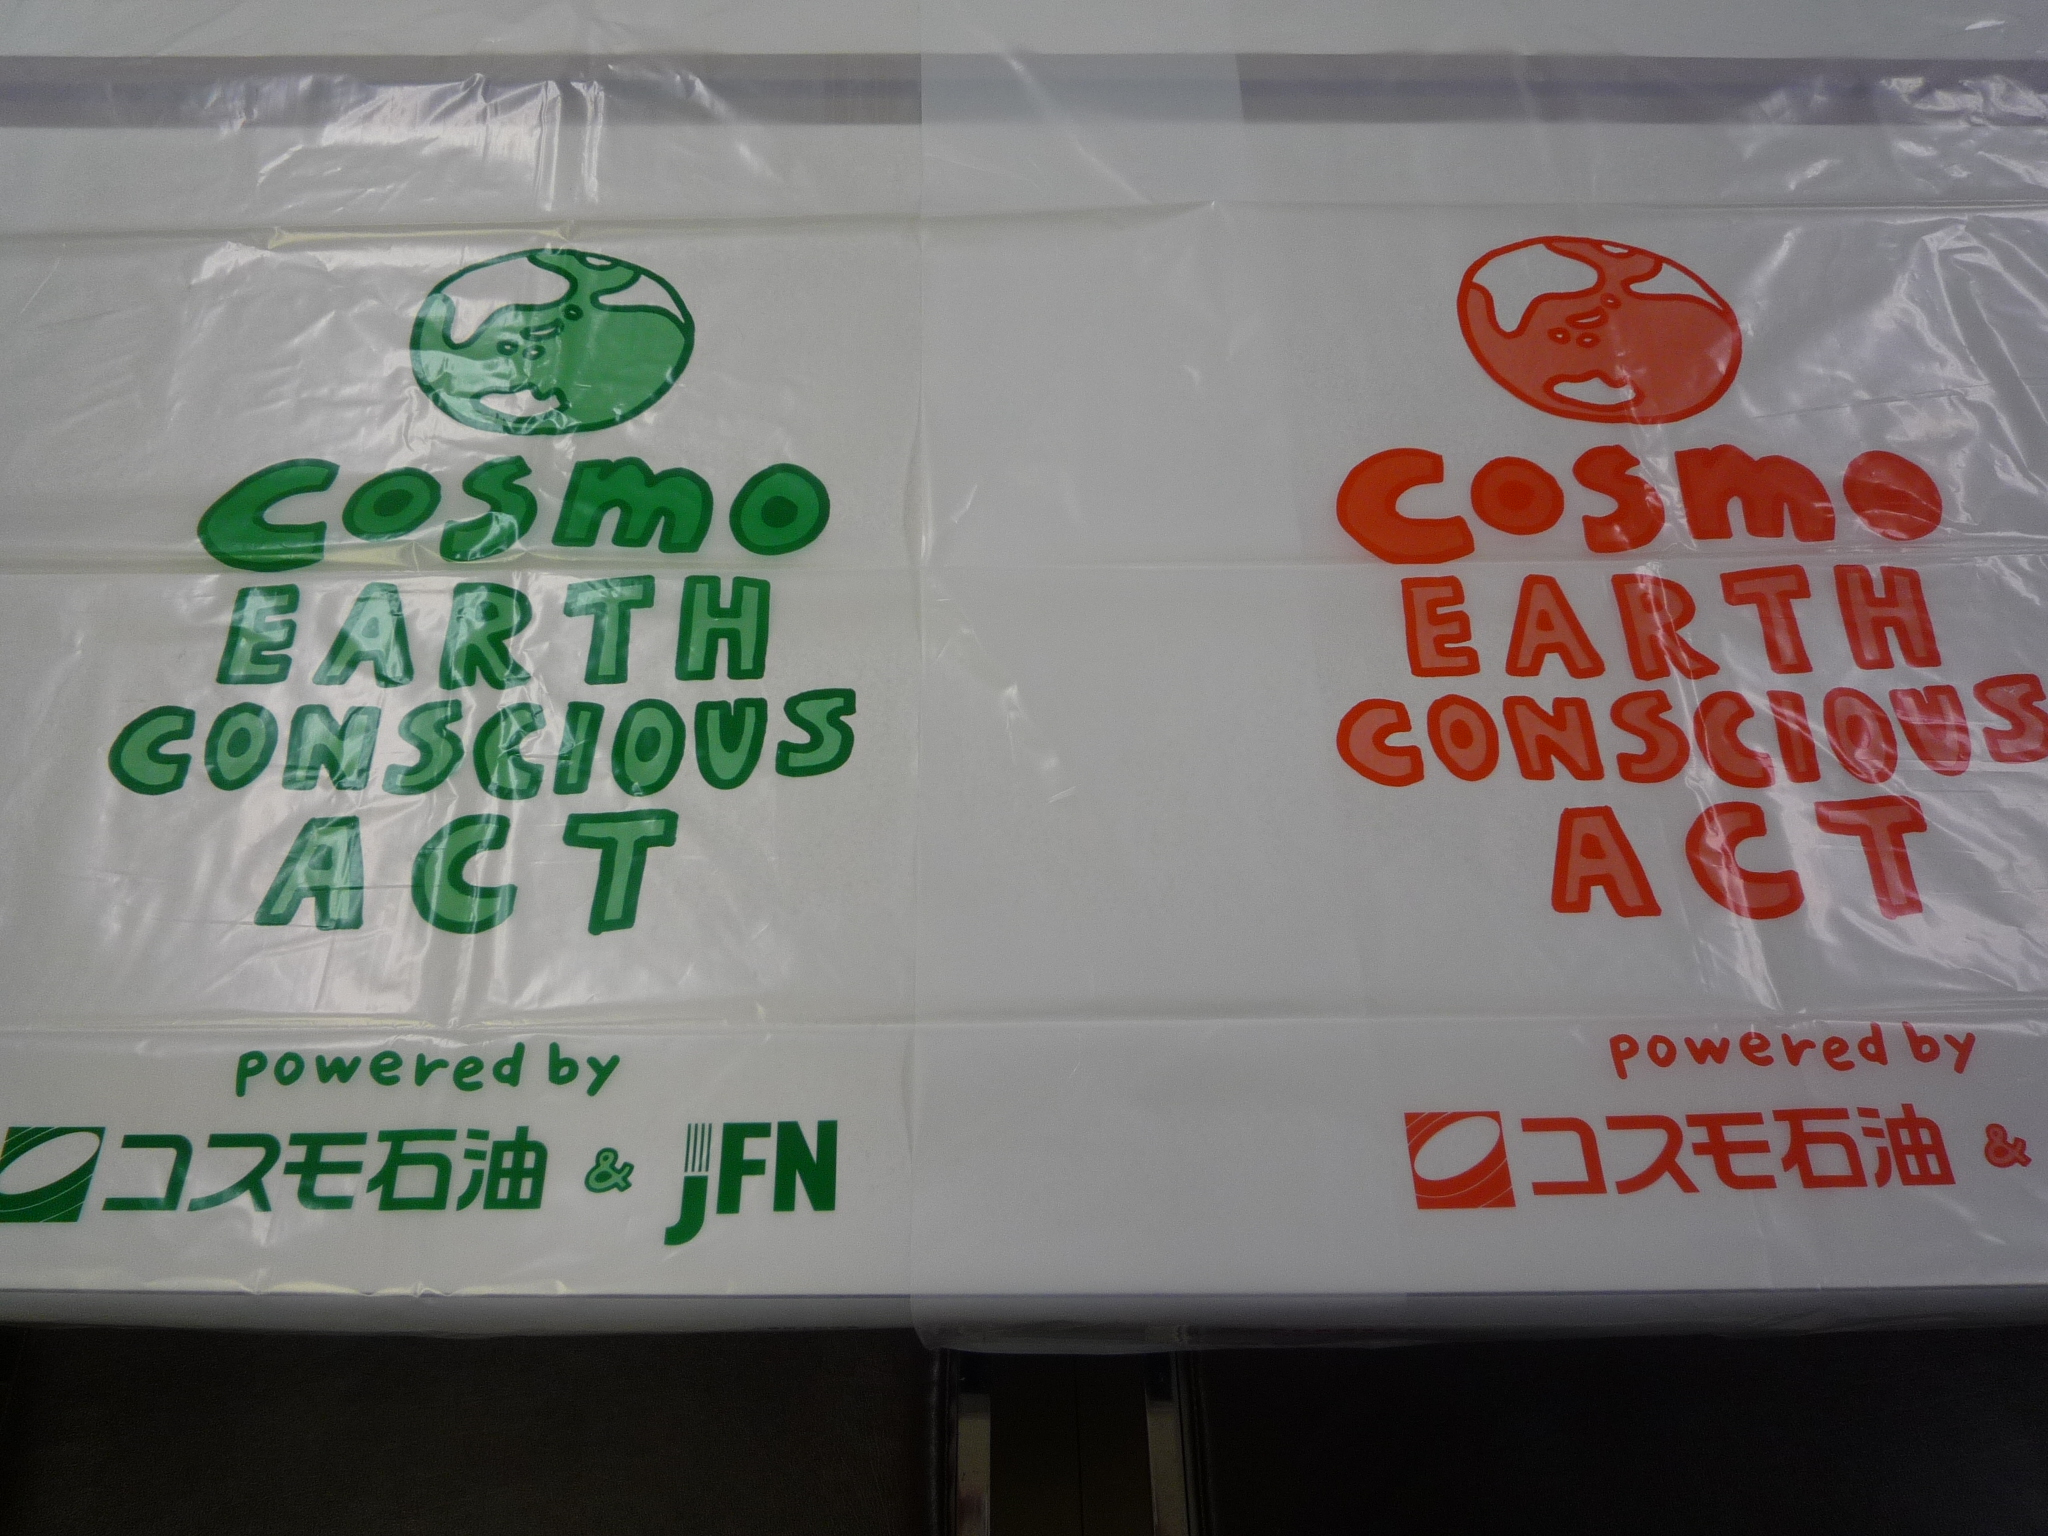 Cosmo
EARTH
CONSCIOUS
ACT
powered by
コスモ石油 & JFN
Cosmo
EARTH
CONSCIOUS
ACT
powered by
コスモ石油 &